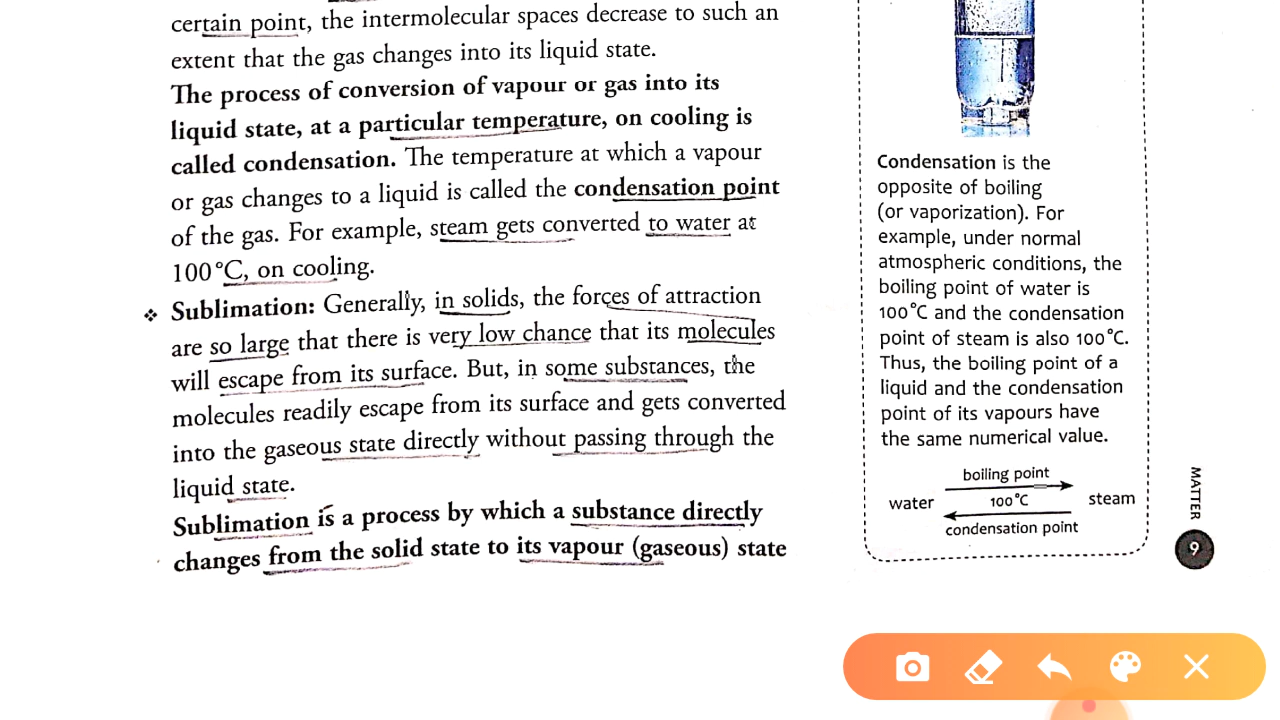 certain point, the intermolecular spaces decrease to such an
extent that the gas changes into its liquid state.
The process of conversion of vapour or gas into its
liquid state, at a particular temperature, on cooling is
called condensation. The temperature at which a vapour
or gas changes to a liquid is called the condensation point
of the gas. For example, steam gets converted to water at
100°C, on cooling.
❖ Sublimation: Generally, in solids, the forces of attraction
are so large that there is very low chance that its molecules
will escape from its surface. But, in some substances, the
molecules readily escape from its surface and gets converted
into the gaseous state directly without passing through the
liquid state.
Sublimation is a process by which a substance directly
changes from the solid state to its vapour (gaseous) state
Condensation is the
opposite of boiling
(or vaporization). For
example, under normal
atmospheric conditions, the
boiling point of water is
100°C and the condensation
point of steam is also 100°C.
Thus, the boiling point of a
liquid and the condensation
point of its vapours have
the same numerical value.
boiling point
water 100°C steam
condensation point
MATTER
9